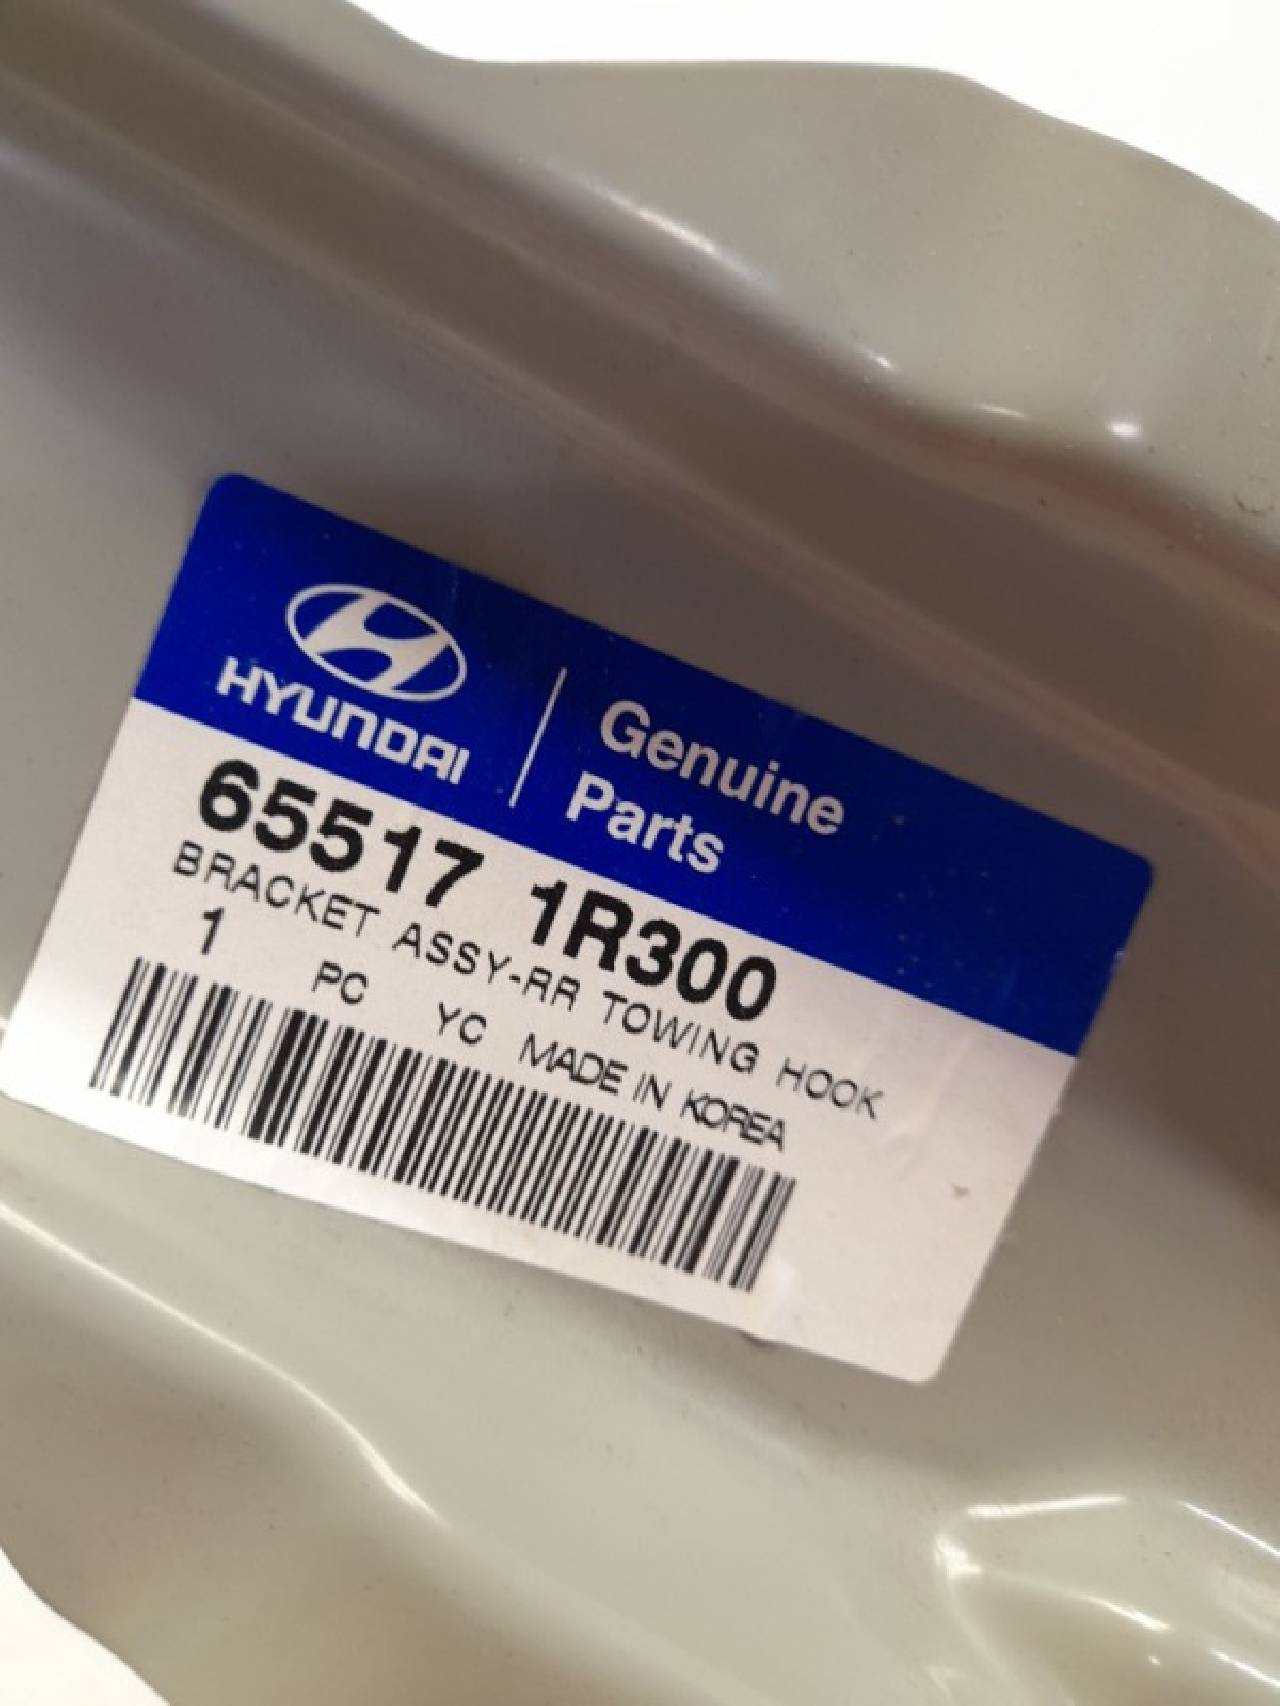 HYUNDAI
Genuine
Parts
65517 1R300
BRACKET ASSY-RR TOWING HOOK
1 PC YC MADE IN KOREA